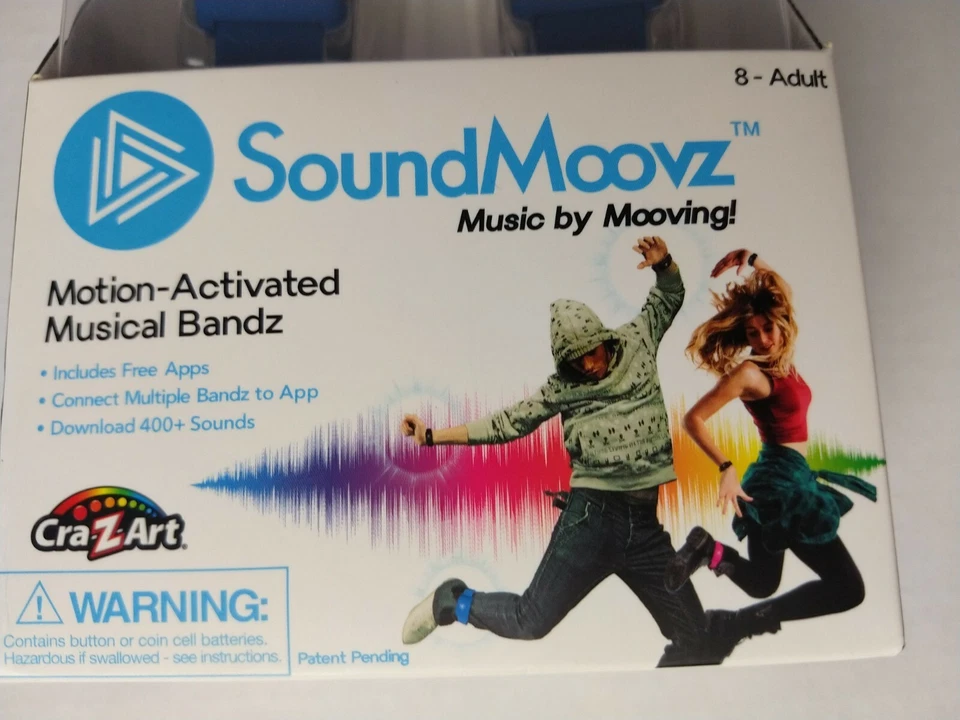 8 - Adult
SoundMoovz™
Music by Mooving!
Motion-Activated
Musical Bandz
• Includes Free Apps
• Connect Multiple Bandz to App
• Download 400+ Sounds
Cra-Z-Art®
WARNING:
Contains button or coin cell batteries.
Hazardous if swallowed - see instructions.
Patent Pending